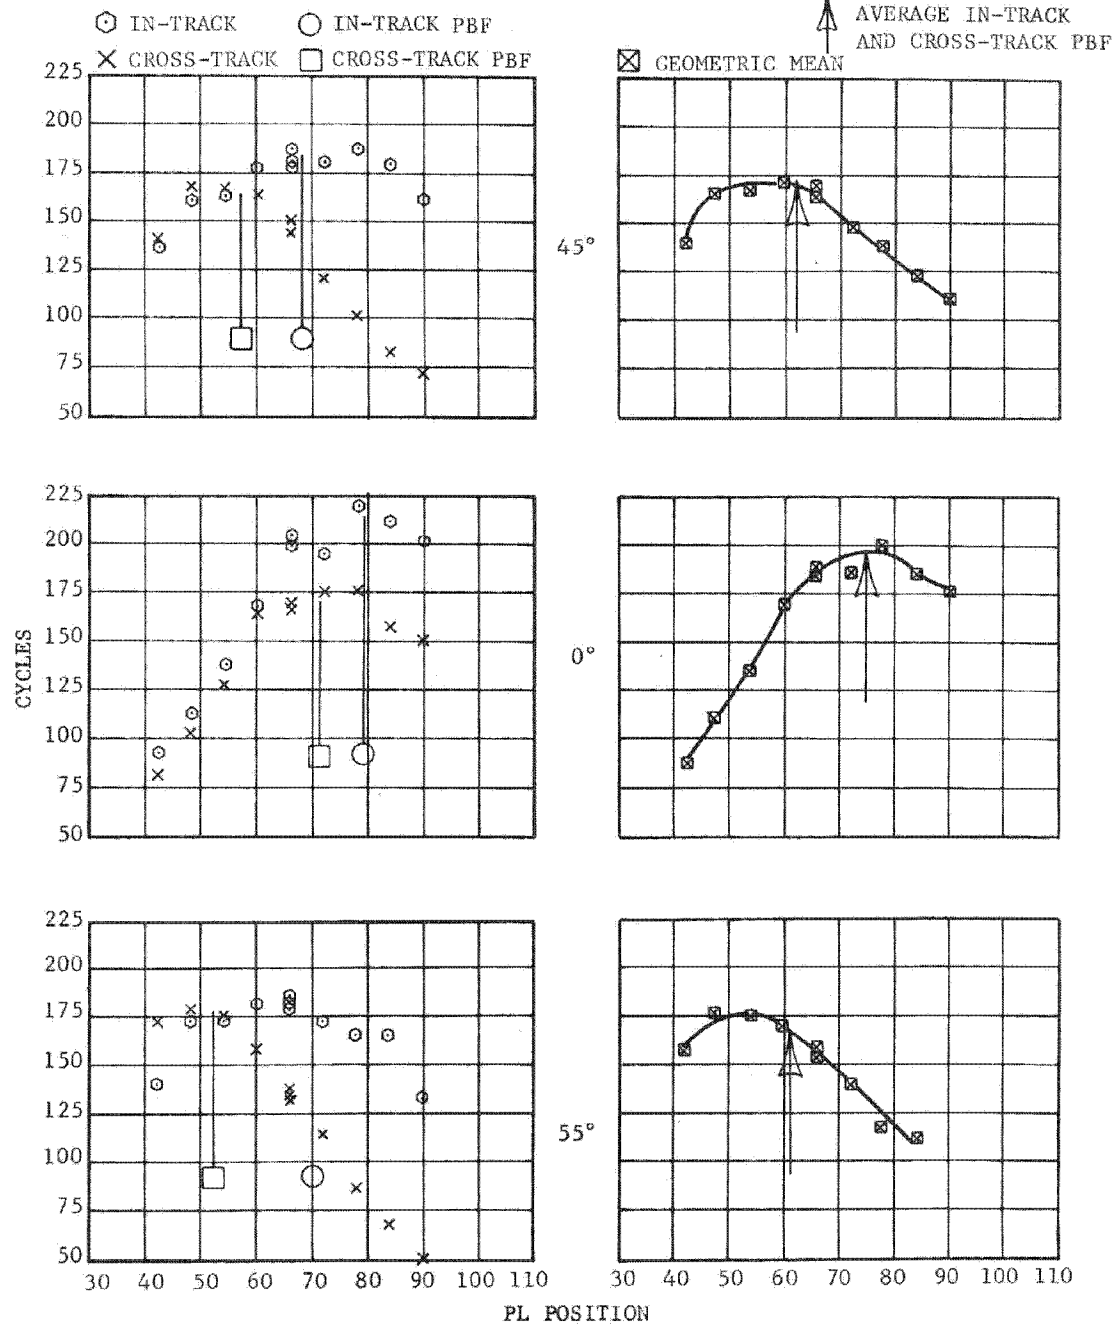 IN-TRACK
IN-TRACK PBF
AVERAGE IN-TRACK
AND CROSS-TRACK PBF
CROSS-TRACK
CROSS-TRACK PBF
GEOMETRIC MEAN
225
200
175
150
125
100
75
50
45°
225
200
175
150
125
100
75
50
CYCLES
0°
225
200
175
150
125
100
75
50
55°
30 40 50 60 70 80 90 100 110
30 40 50 60 70 80 90 100 110
PL POSITION